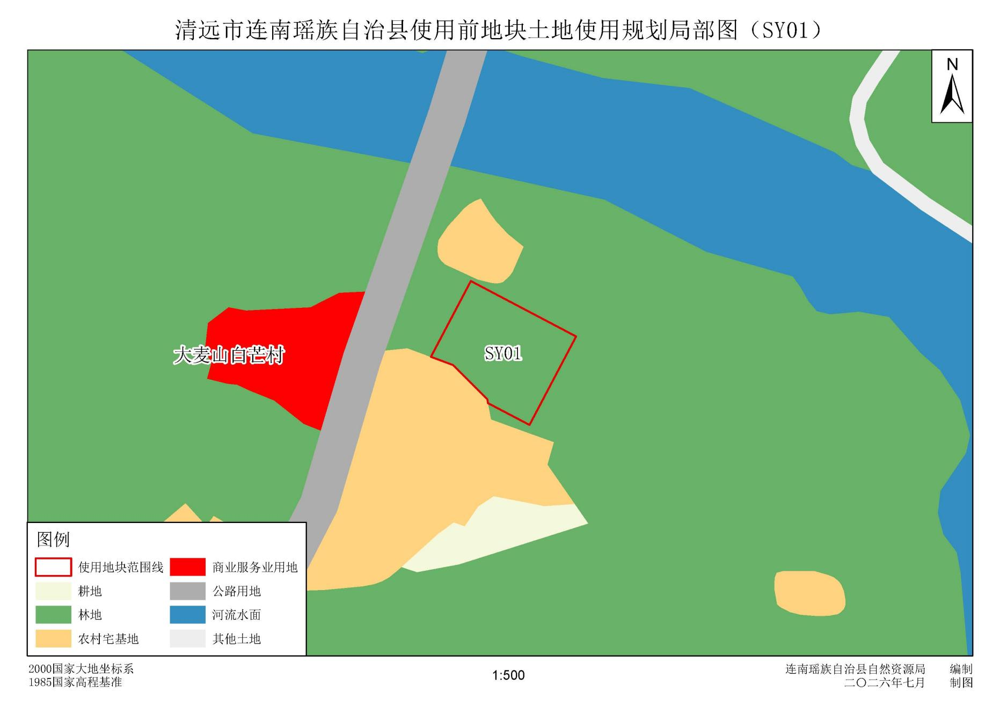 清远市连南瑶族自治县使用前地块土地使用规划局部图（SY01）
N
大麦山白芒村
SY01
图例
使用地块范围线
商业服务业用地
耕地
公路用地
林地
河流水面
农村宅基地
其他土地
2000国家大地坐标系
1985国家高程基准
1:500
连南瑶族自治县自然资源局 编制
二〇二六年七月 制图